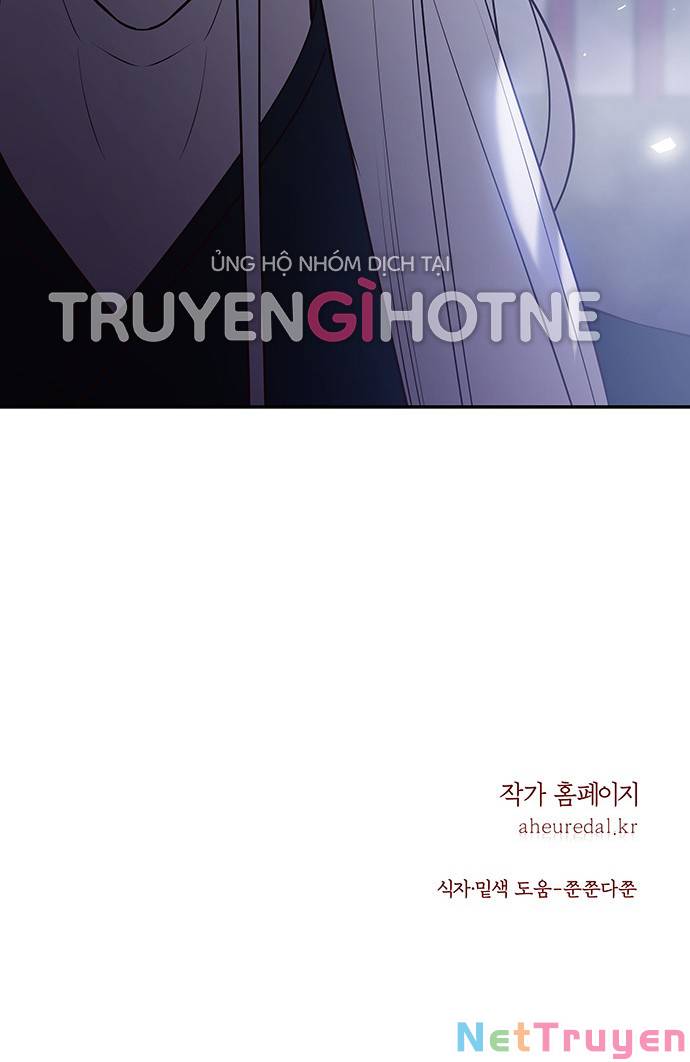 ỦNG HỘ NHÓM DỊCH TẠI
TRUYENGÌHOTNE
작가 홈페이지
aheuredal.kr
식자·밑색 도움-쭌쭌다쭌
NetTruyen